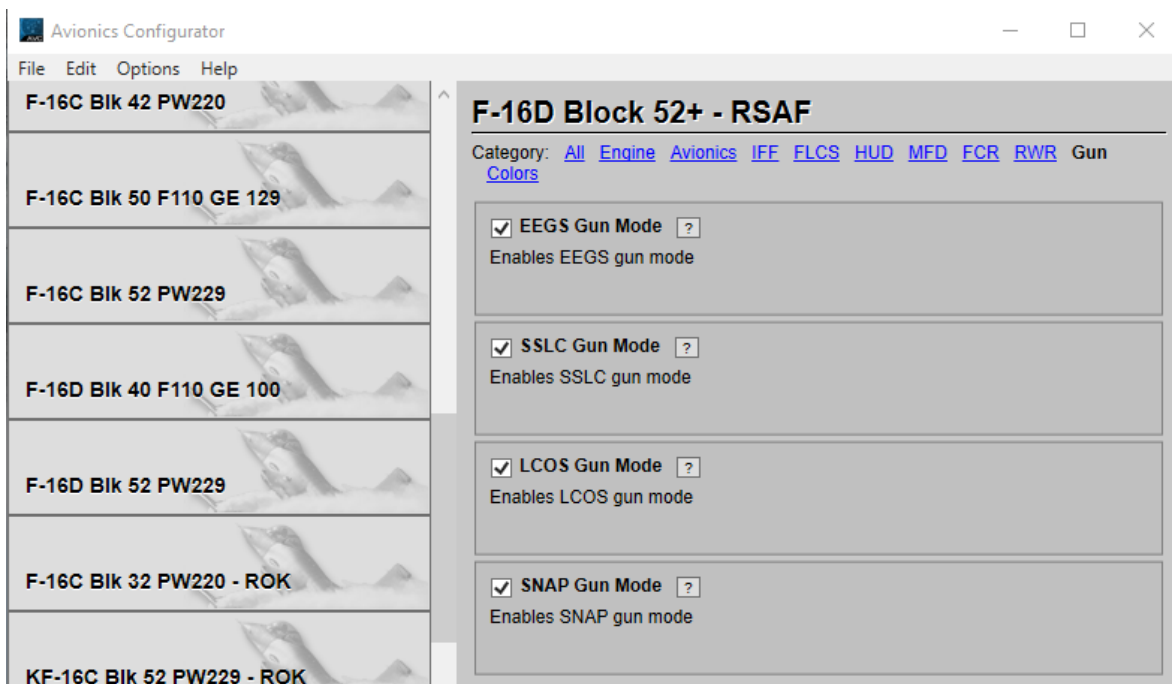 Avionics Configurator
File Edit Options Help
F-16C Blk 42 PW220
F-16C Blk 50 F110 GE 129
F-16C Blk 52 PW229
F-16D Blk 40 F110 GE 100
F-16D Blk 52 PW229
F-16C Blk 32 PW220 - ROK
KF-16C Blk 52 PW229 - ROK
F-16D Block 52+ - RSAF
Category: All Engine Avionics IFF FLCS HUD MFD FCR RWR Gun
Colors
EEGS Gun Mode ?
Enables EEGS gun mode
SSLC Gun Mode ?
Enables SSLC gun mode
LCOS Gun Mode ?
Enables LCOS gun mode
SNAP Gun Mode ?
Enables SNAP gun mode